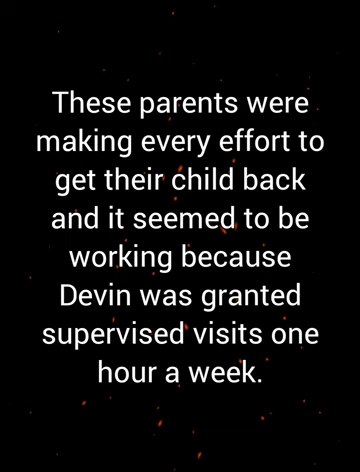 These parents were
making every effort to
get their child back
and it seemed to be
working because
Devin was granted
supervised visits one
hour a week.